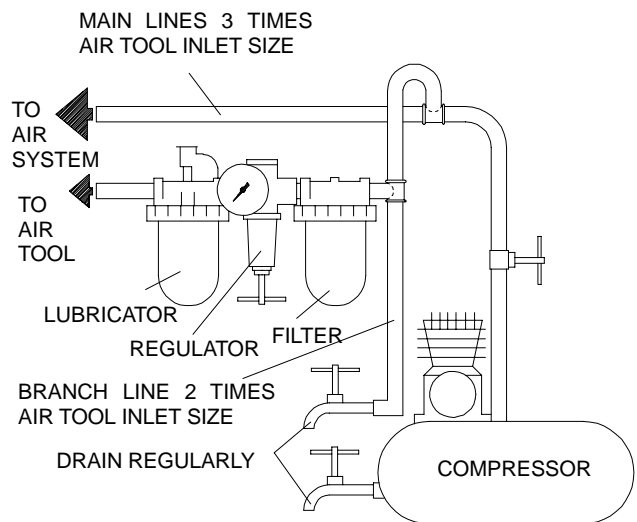 MAIN LINES 3 TIMES
AIR TOOL INLET SIZE
TO
AIR
SYSTEM
TO
AIR
TOOL
LUBRICATOR
REGULATOR
FILTER
BRANCH LINE 2 TIMES
AIR TOOL INLET SIZE
DRAIN REGULARLY
COMPRESSOR